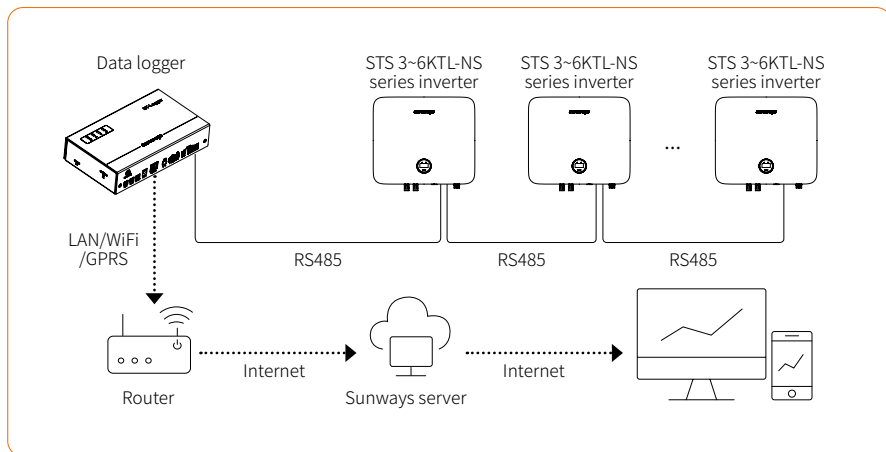 Data logger
STS 3~6KTL-NS
series inverter
STS 3~6KTL-NS
series inverter
STS 3~6KTL-NS
series inverter
...
LAN/WiFi
/GPRS
RS485
RS485
RS485
Internet
Internet
Router
Sunways server